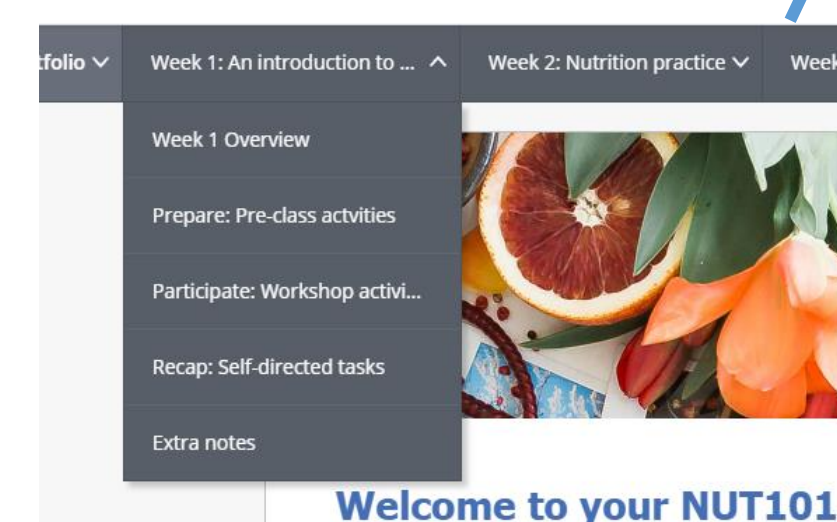 tfolio
Week 1: An introduction to ...
Week 2: Nutrition practice
Week
Week 1 Overview
Prepare: Pre-class actvities
Participate: Workshop activi...
Recap: Self-directed tasks
Extra notes
Welcome to your NUT101